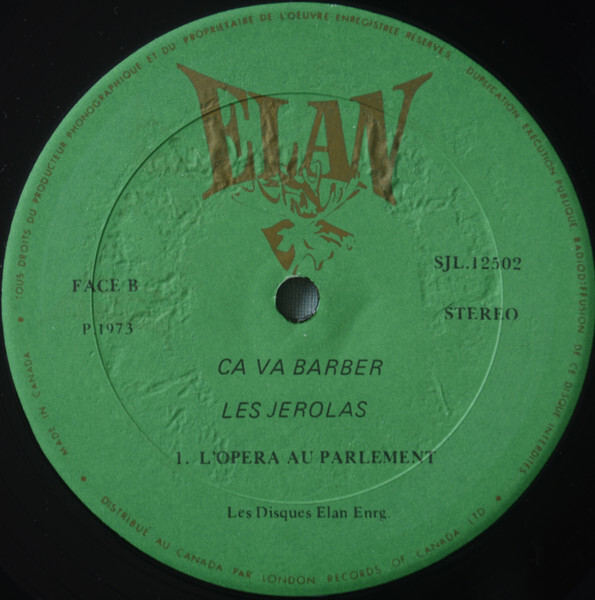 TOUS DROITS DU PRODUCTEUR PHONOGRAPHIQUE ET DU PROPRIETAIRE DE L'OEUVRE ENREGISTREE RESERVES. DUPLICATION, EXECUTION PUBLIQUE, RADIODIFFUSION DE CE DISQUE INTERDITES
ELAN
FACE B
P 1973
SJL.12502
STEREO
CA VA BARBER
LES JEROLAS
1. L'OPERA AU PARLEMENT
Les Disques Elan Enrg.
MADE IN CANADA
DISTRIBUÉ AU CANADA PAR LONDON RECORDS OF CANADA LTD